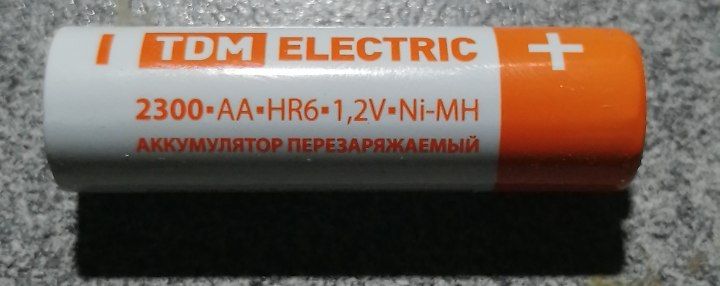 TDM ELECTRIC +
2300▪AA▪HR6▪1,2V▪Ni-MH
АККУМУЛЯТОР ПЕРЕЗАРЯЖАЕМЫЙ